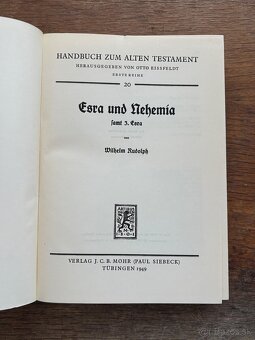 HANDBUCH ZUM ALTEN TESTAMENT
HERAUSGEGEBEN VON OTTO EISSFELDT
ERSTE REIHE
20
Esra und Nehemia
samt 3. Esra
von
Wilhelm Rudolph
VERLAG J. C. B. MOHR (PAUL SIEBECK)
TÜBINGEN 1949